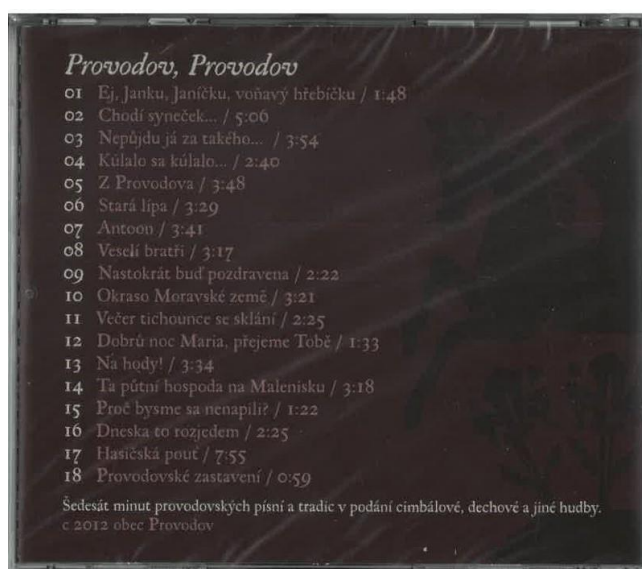 Provodov, Provodov
01 Ej, Janku, Janíčku, voňavý hřebíčku / 1:48
02 Chodí syneček... / 5:06
03 Nepůjdu já za takého... / 3:54
04 Kúlalo sa kúlalo... / 2:40
05 Z Provodova / 3:48
06 Stará lípa / 3:29
07 Antoon / 3:41
08 Veselí bratři / 3:17
09 Nastokrát buď pozdravena / 2:22
10 Okraso Moravské země / 3:21
11 Večer tichounce se sklání / 2:25
12 Dobrú noc Maria, přejeme Tobě / 1:33
13 Na hody! / 3:34
14 Ta pútní hospoda na Malenisku / 3:18
15 Proč bysme sa nenapili? / 1:22
16 Dneska to rozjedem / 2:25
17 Hasičská pouť / 7:55
18 Provodovské zastavení / 0:59
Šedesát minut provodovských písní a tradic v podání cimbálové, dechové a jiné hudby.
c 2012 obec Provodov